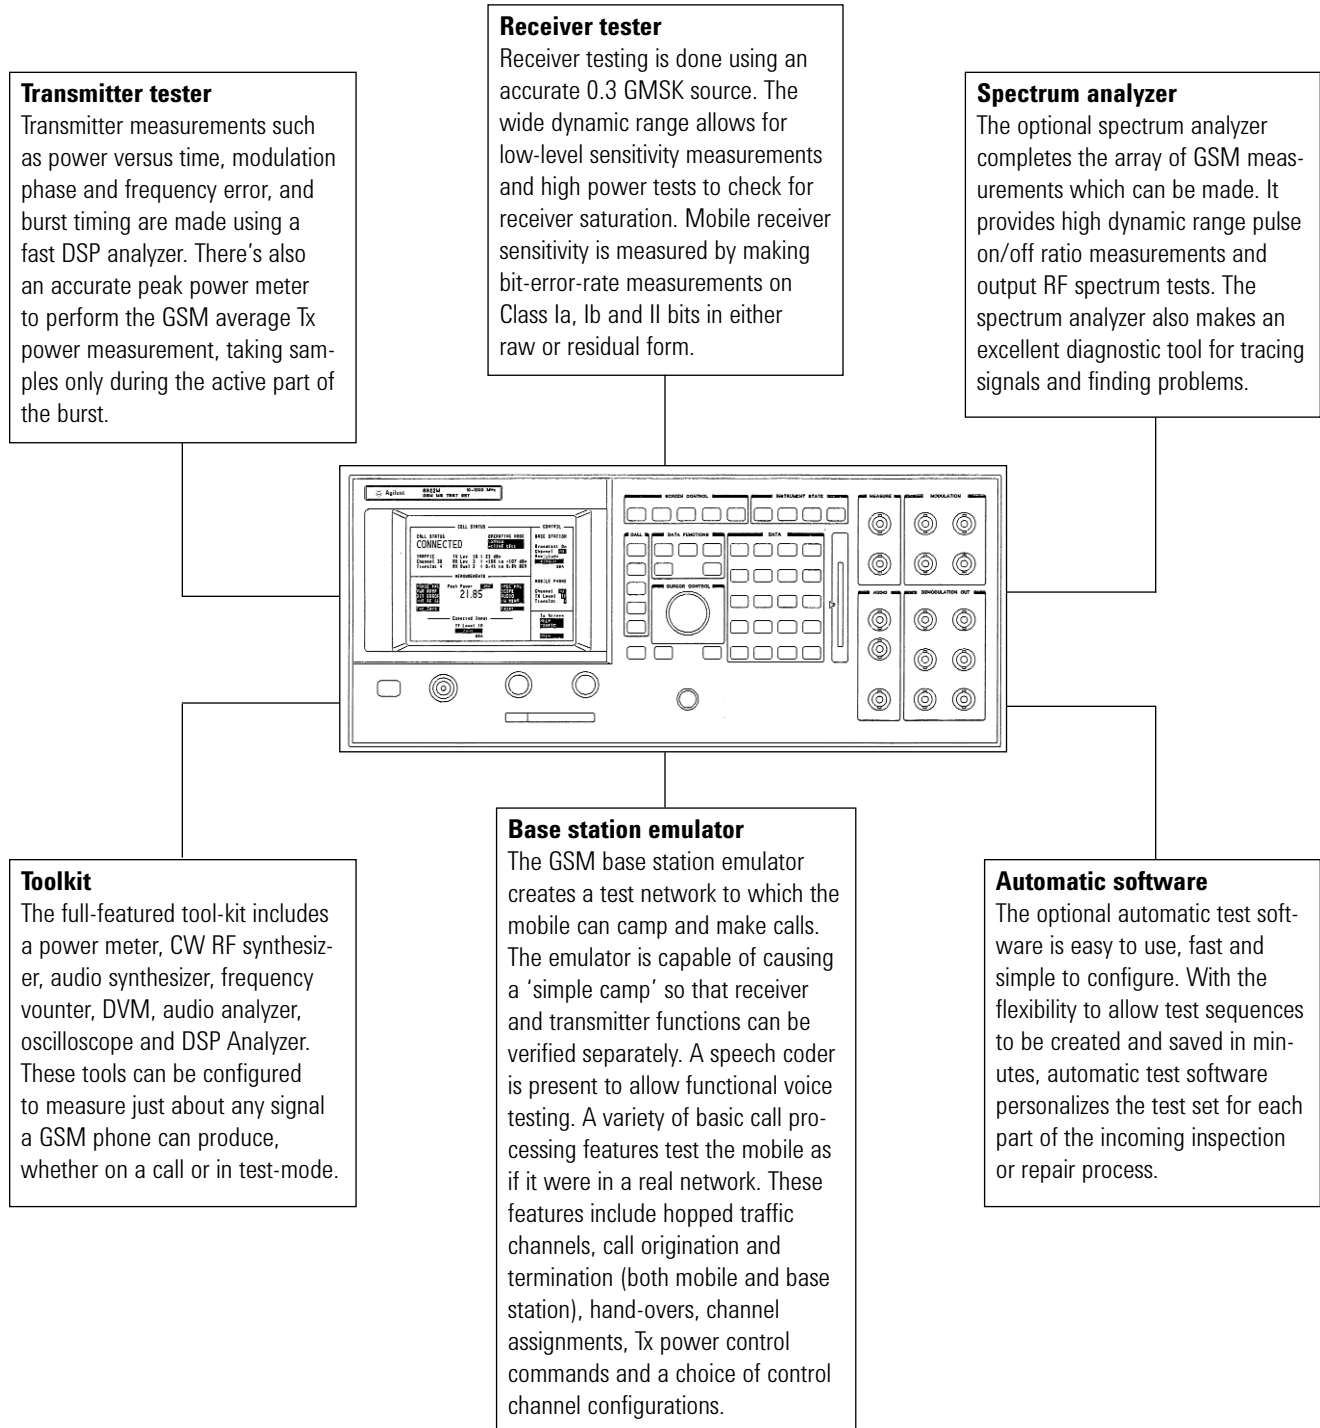 Receiver tester
Receiver testing is done using an
accurate 0.3 GMSK source. The
wide dynamic range allows for
low-level sensitivity measurements
and high power tests to check for
receiver saturation. Mobile receiver
sensitivity is measured by making
bit-error-rate measurements on
Class Ia, Ib and II bits in either
raw or residual form.
Transmitter tester
Transmitter measurements such
as power versus time, modulation
phase and frequency error, and
burst timing are made using a
fast DSP analyzer. There's also
an accurate peak power meter
to perform the GSM average Tx
power measurement, taking sam-
ples only during the active part of
the burst.
Spectrum analyzer
The optional spectrum analyzer
completes the array of GSM meas-
urements which can be made. It
provides high dynamic range pulse
on/off ratio measurements and
output RF spectrum tests. The
spectrum analyzer also makes an
excellent diagnostic tool for tracing
signals and finding problems.
Agilent
CELL STATUS
CONTROL
CALL STATUS
OPERATING MODE
BASE STATION
CONNECTED
MEASUREMENTS
Peak Power
21.85
MOBILE PHONE
Expected Input
SCREEN CONTROL
INSTRUMENT STATE
CALL
DATA FUNCTIONS
DATA
MEASURE
MODULATION
AUDIO
DEMODULATION OUT
Toolkit
The full-featured tool-kit includes
a power meter, CW RF synthesiz-
er, audio synthesizer, frequency
vounter, DVM, audio analyzer,
oscilloscope and DSP Analyzer.
These tools can be configured
to measure just about any signal
a GSM phone can produce,
whether on a call or in test-mode.
Base station emulator
The GSM base station emulator
creates a test network to which the
mobile can camp and make calls.
The emulator is capable of causing
a ‘simple camp’ so that receiver
and transmitter functions can be
verified separately. A speech coder
is present to allow functional voice
testing. A variety of basic call pro-
cessing features test the mobile as
if it were in a real network. These
features include hopped traffic
channels, call origination and
termination (both mobile and base
station), hand-overs, channel
assignments, Tx power control
commands and a choice of control
channel configurations.
Automatic software
The optional automatic test soft-
ware is easy to use, fast and
simple to configure. With the
flexibility to allow test sequences
to be created and saved in min-
utes, automatic test software
personalizes the test set for each
part of the incoming inspection
or repair process.